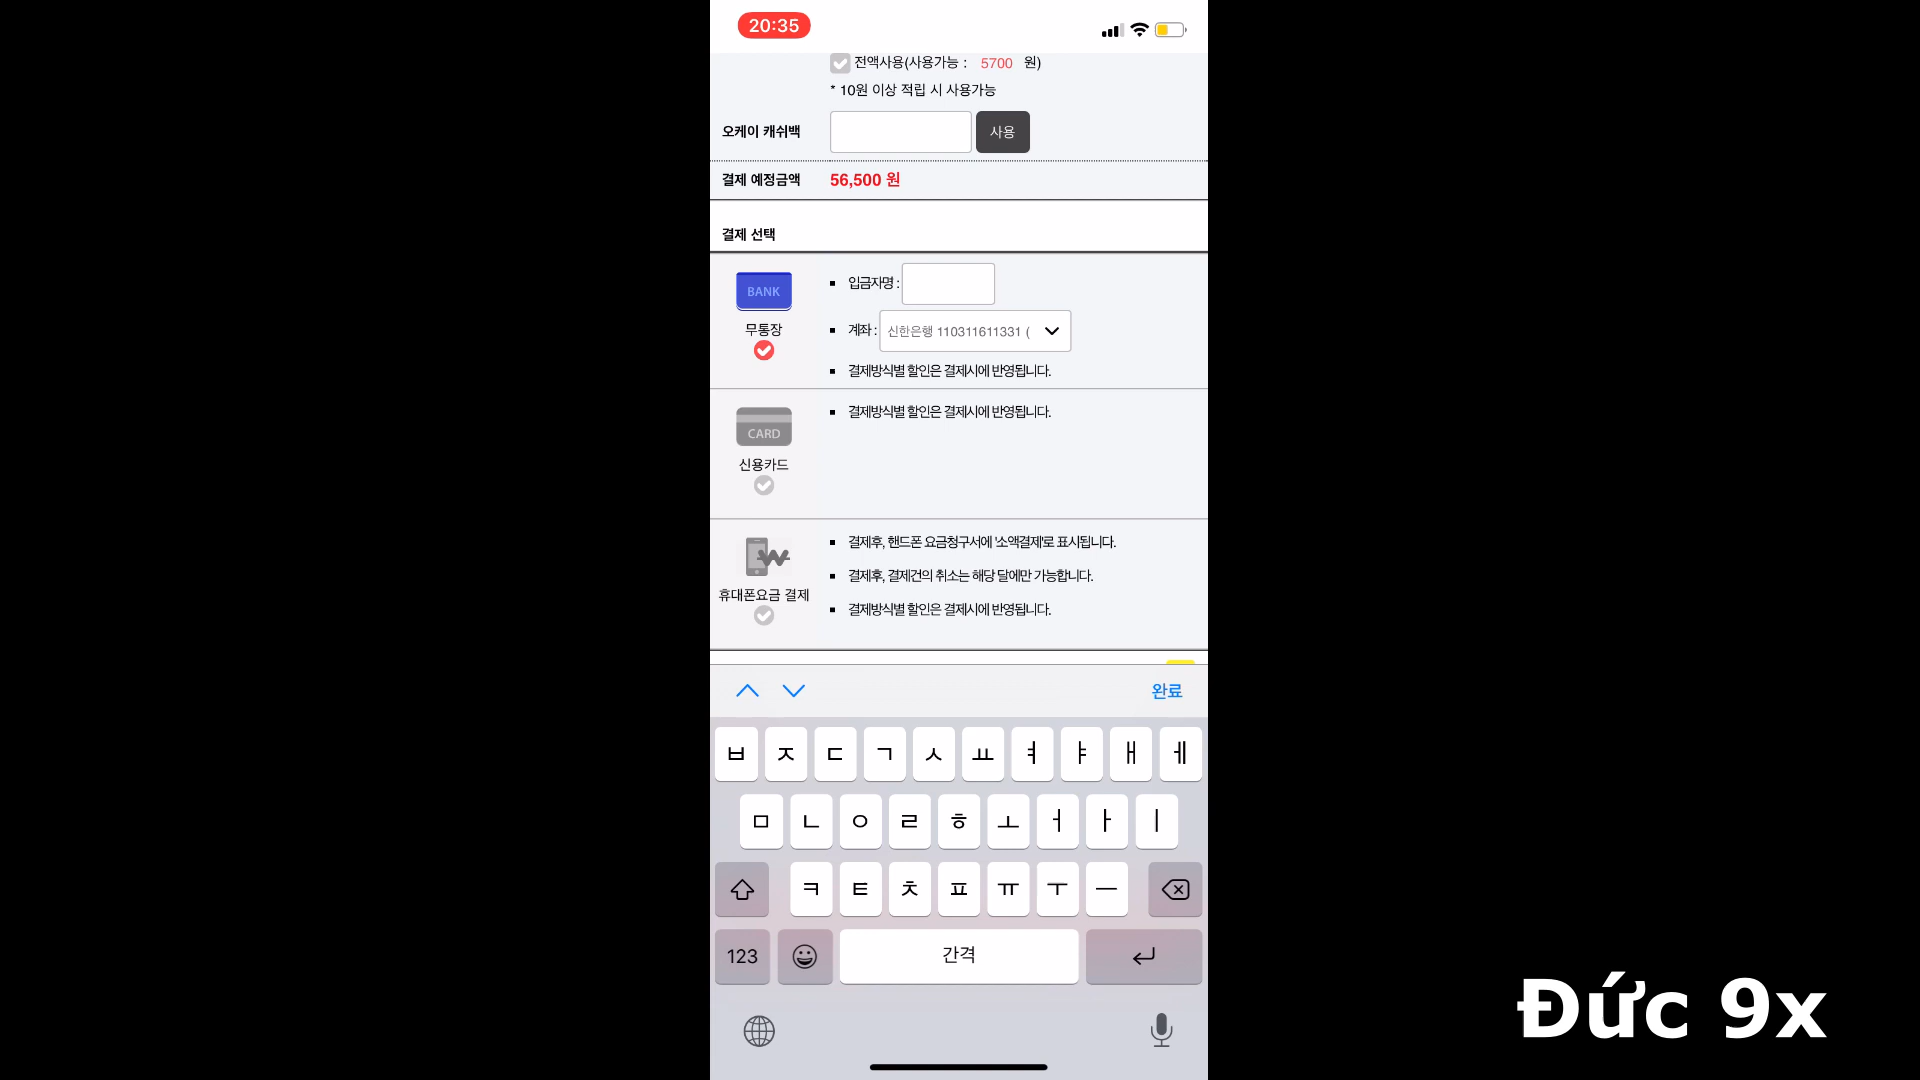 20:35
전액사용(사용가능 : 5700 원)
* 10원 이상 적립 시 사용가능
오케이 캐쉬백
사용
결제 예정금액 56,500 원
결제 선택
BANK
무통장
입금자명 :
계좌 : 신한은행 110311611331 (
결제방식별 할인은 결제시에 반영됩니다.
CARD
신용카드
결제방식별 할인은 결제시에 반영됩니다.
휴대폰요금 결제
결제후, 핸드폰 요금청구서에 '소액결제'로 표시됩니다.
결제후, 결제건의 취소는 해당 달에만 가능합니다.
결제방식별 할인은 결제시에 반영됩니다.
완료
ㅂ ㅈ ㄷ ㄱ ㅅ ㅛ ㅕ ㅑ ㅐ ㅔ
ㅁ ㄴ ㅇ ㄹ ㅎ ㅗ ㅓ ㅏ ㅣ
ㅋ ㅌ ㅊ ㅍ ㅠ ㅜ ㅡ
123 간격
Đức 9x